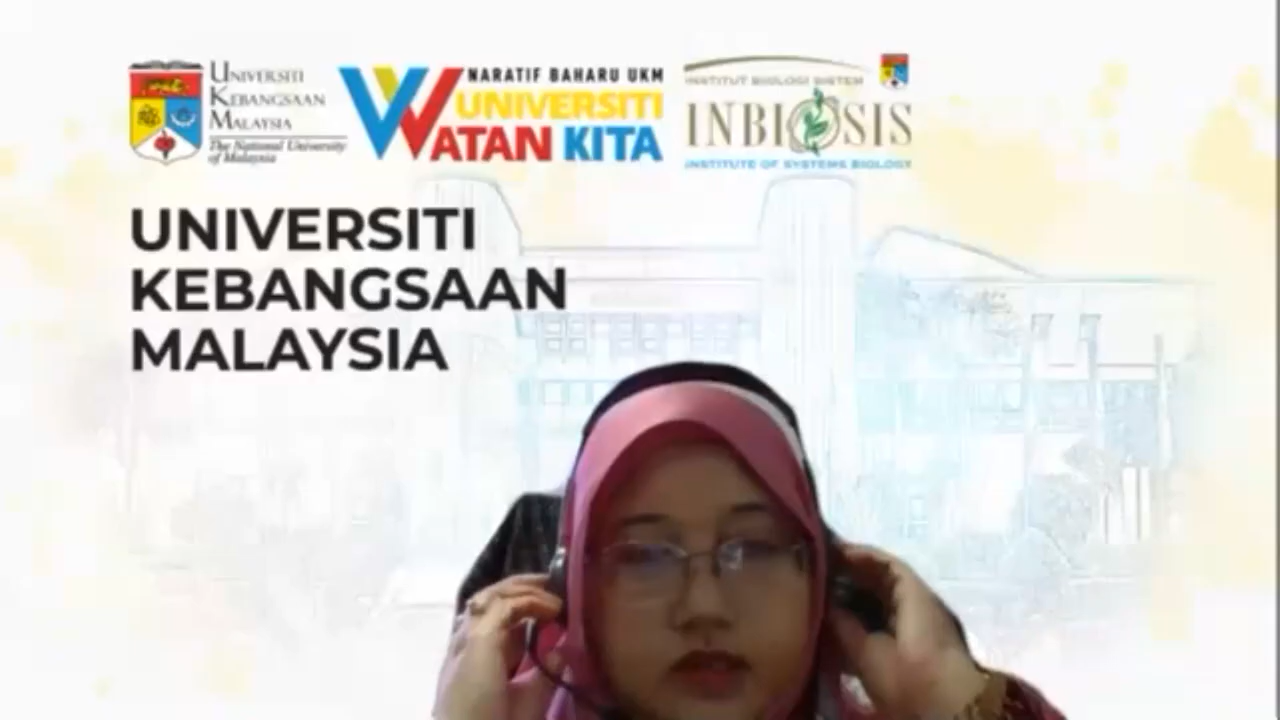 UNIVERSITI
KEBANGSAAN
MALAYSIA
The National University
of Malaysia
NARATIF BAHARU UKM
UNIVERSITI
WATAN KITA
INSTITUT BIOLOGI SISTEM
INBIOSIS
INSTITUTE OF SYSTEMS BIOLOGY
UNIVERSITI
KEBANGSAAN
MALAYSIA